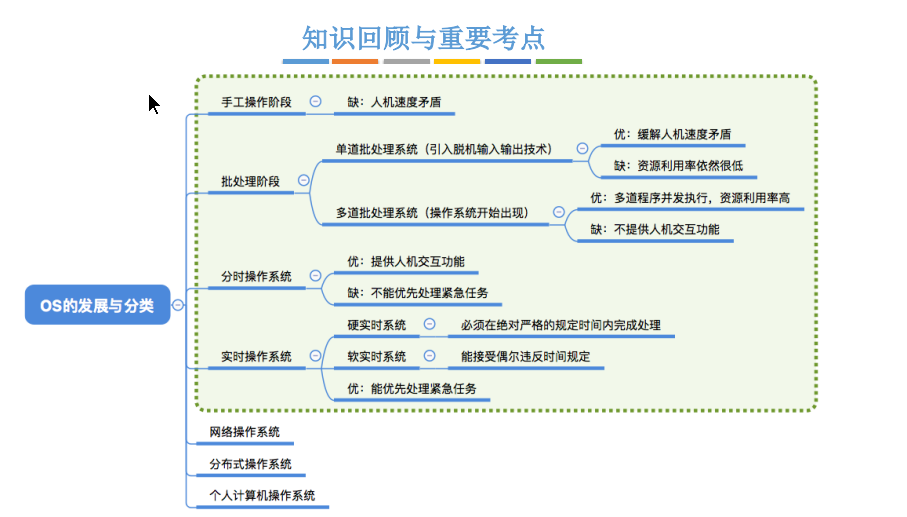 知识回顾与重要考点
手工操作阶段
缺：人机速度矛盾
批处理阶段
单道批处理系统（引入脱机输入输出技术）
优：缓解人机速度矛盾
缺：资源利用率依然很低
多道批处理系统（操作系统开始出现）
优：多道程序并发执行，资源利用率高
缺：不提供人机交互功能
OS的发展与分类
分时操作系统
优：提供人机交互功能
缺：不能优先处理紧急任务
实时操作系统
硬实时系统
必须在绝对严格的规定时间内完成处理
软实时系统
能接受偶尔违反时间规定
优：能优先处理紧急任务
网络操作系统
分布式操作系统
个人计算机操作系统